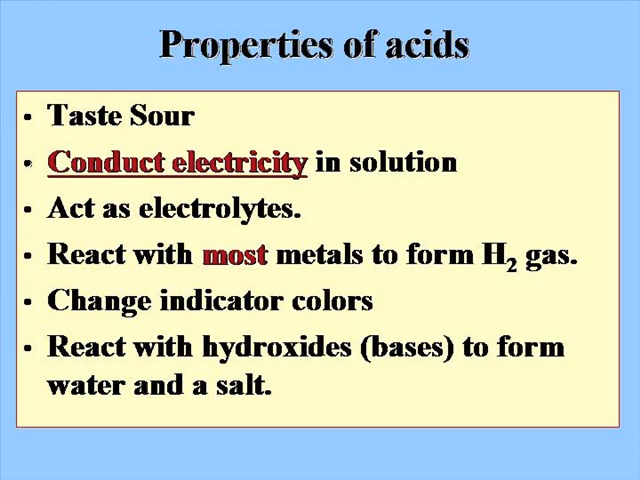 Properties of acids
• Taste Sour
• Conduct electricity in solution
• Act as electrolytes.
• React with most metals to form H₂ gas.
• Change indicator colors
• React with hydroxides (bases) to form
water and a salt.